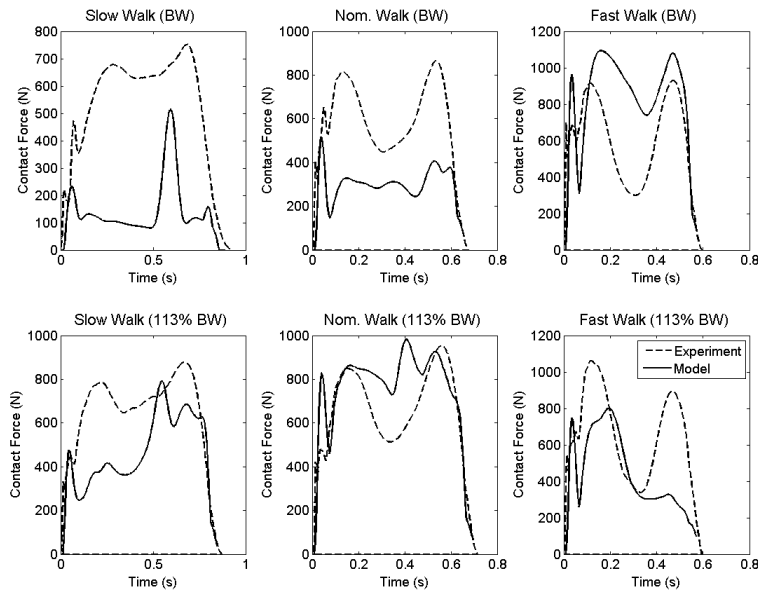 Slow Walk (BW)
Nom. Walk (BW)
Fast Walk (BW)
Contact Force (N)
800
700
600
500
400
300
200
100
0
0 0.5 1
Time (s)
Contact Force (N)
1000
800
600
400
200
0
0 0.2 0.4 0.6 0.8
Time (s)
Contact Force (N)
1200
1000
800
600
400
200
0
0 0.2 0.4 0.6 0.8
Time (s)
Slow Walk (113% BW)
Nom. Walk (113% BW)
Fast Walk (113% BW)
Contact Force (N)
1000
800
600
400
200
0
0 0.5 1
Time (s)
Contact Force (N)
1000
800
600
400
200
0
0 0.2 0.4 0.6 0.8
Time (s)
Contact Force (N)
1200
1000
800
600
400
200
0
0 0.2 0.4 0.6 0.8
Time (s)
Experiment
Model